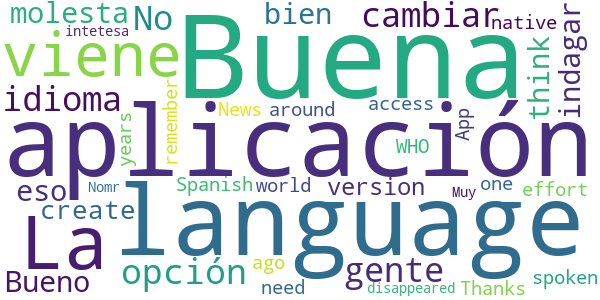 molesta
No
bien
cambiar
native
intetesa
viene
Buena
think
indagar
idioma
remember
News
around
access
App
years
aplicación
WHO
eso
Nomr
Spanish
world
version
Muy
one
effort
La
create
language
Bueno
opción
ago
need
gente
disappeared
Thanks
spoken